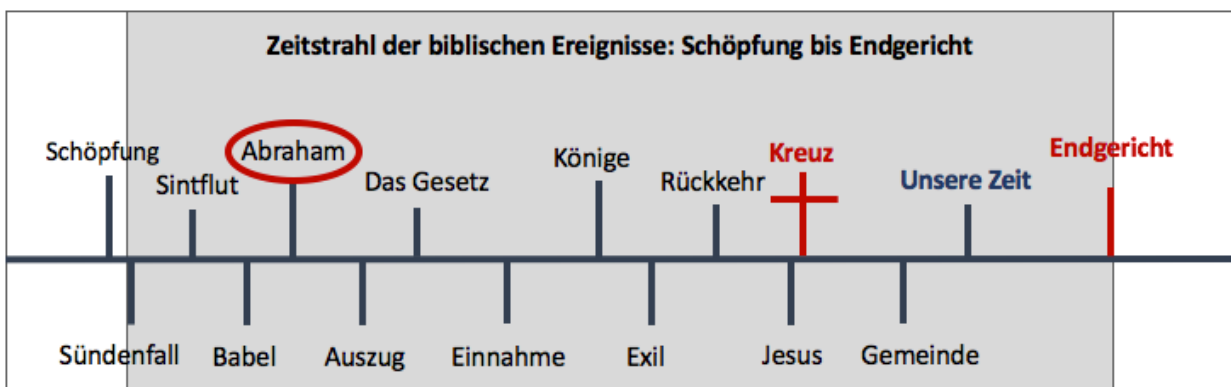 Zeitstrahl der biblischen Ereignisse: Schöpfung bis Endgericht
Schöpfung
Sintflut
Abraham
Das Gesetz
Könige
Rückkehr
Kreuz
Unsere Zeit
Endgericht
Sündenfall
Babel
Auszug
Einnahme
Exil
Jesus
Gemeinde